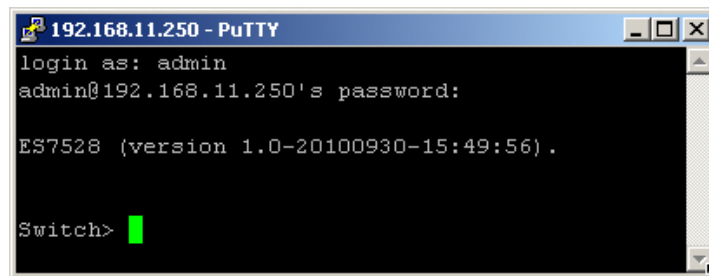 192.168.11.250 - PuTTY
login as: admin
admin@192.168.11.250's password:
ES7528 (version 1.0-20100930-15:49:56).
Switch>